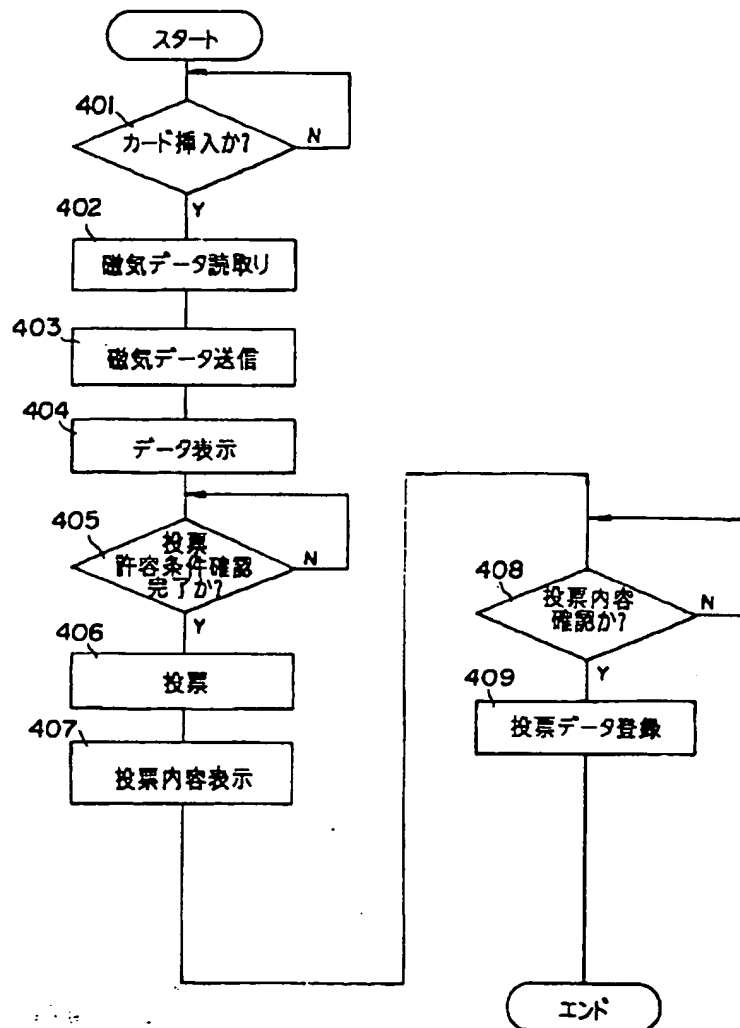 スタート
401
カード挿入か?
N
Y
402
磁気データ読取り
403
磁気データ送信
404
データ表示
405
投票
許容条件確認
完了か?
N
Y
406
投票
407
投票内容表示
408
投票内容
確認か?
N
Y
409
投票データ登録
エンド